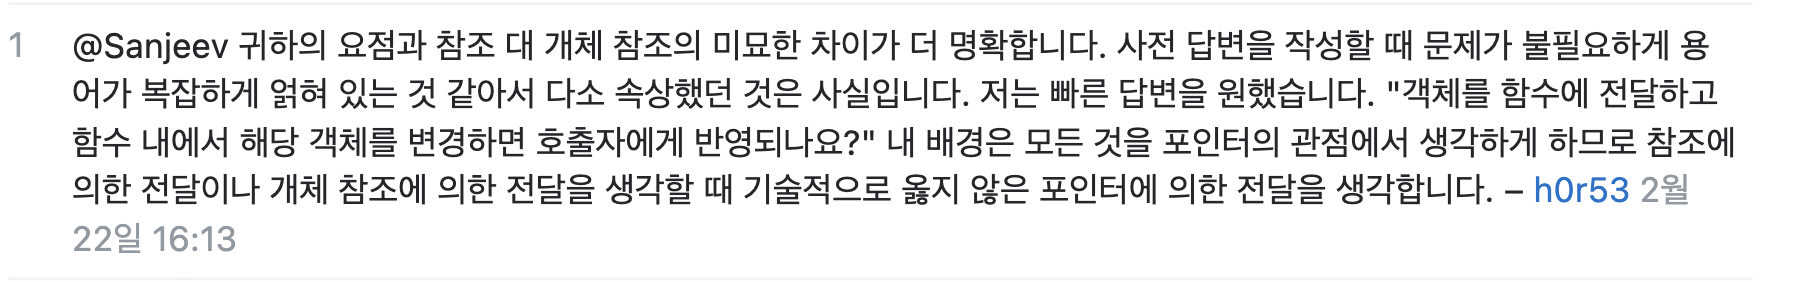 1 @Sanjeev 귀하의 요점과 참조 대 개체 참조의 미묘한 차이가 더 명확합니다. 사전 답변을 작성할 때 문제가 불필요하게 용
어가 복잡하게 얽혀 있는 것 같아서 다소 속상했던 것은 사실입니다. 저는 빠른 답변을 원했습니다. "객체를 함수에 전달하고
함수 내에서 해당 객체를 변경하면 호출자에게 반영되나요?" 내 배경은 모든 것을 포인터의 관점에서 생각하게 하므로 참조에
의한 전달이나 개체 참조에 의한 전달을 생각할 때 기술적으로 옳지 않은 포인터에 의한 전달을 생각합니다. – h0r53 2월
22일 16:13